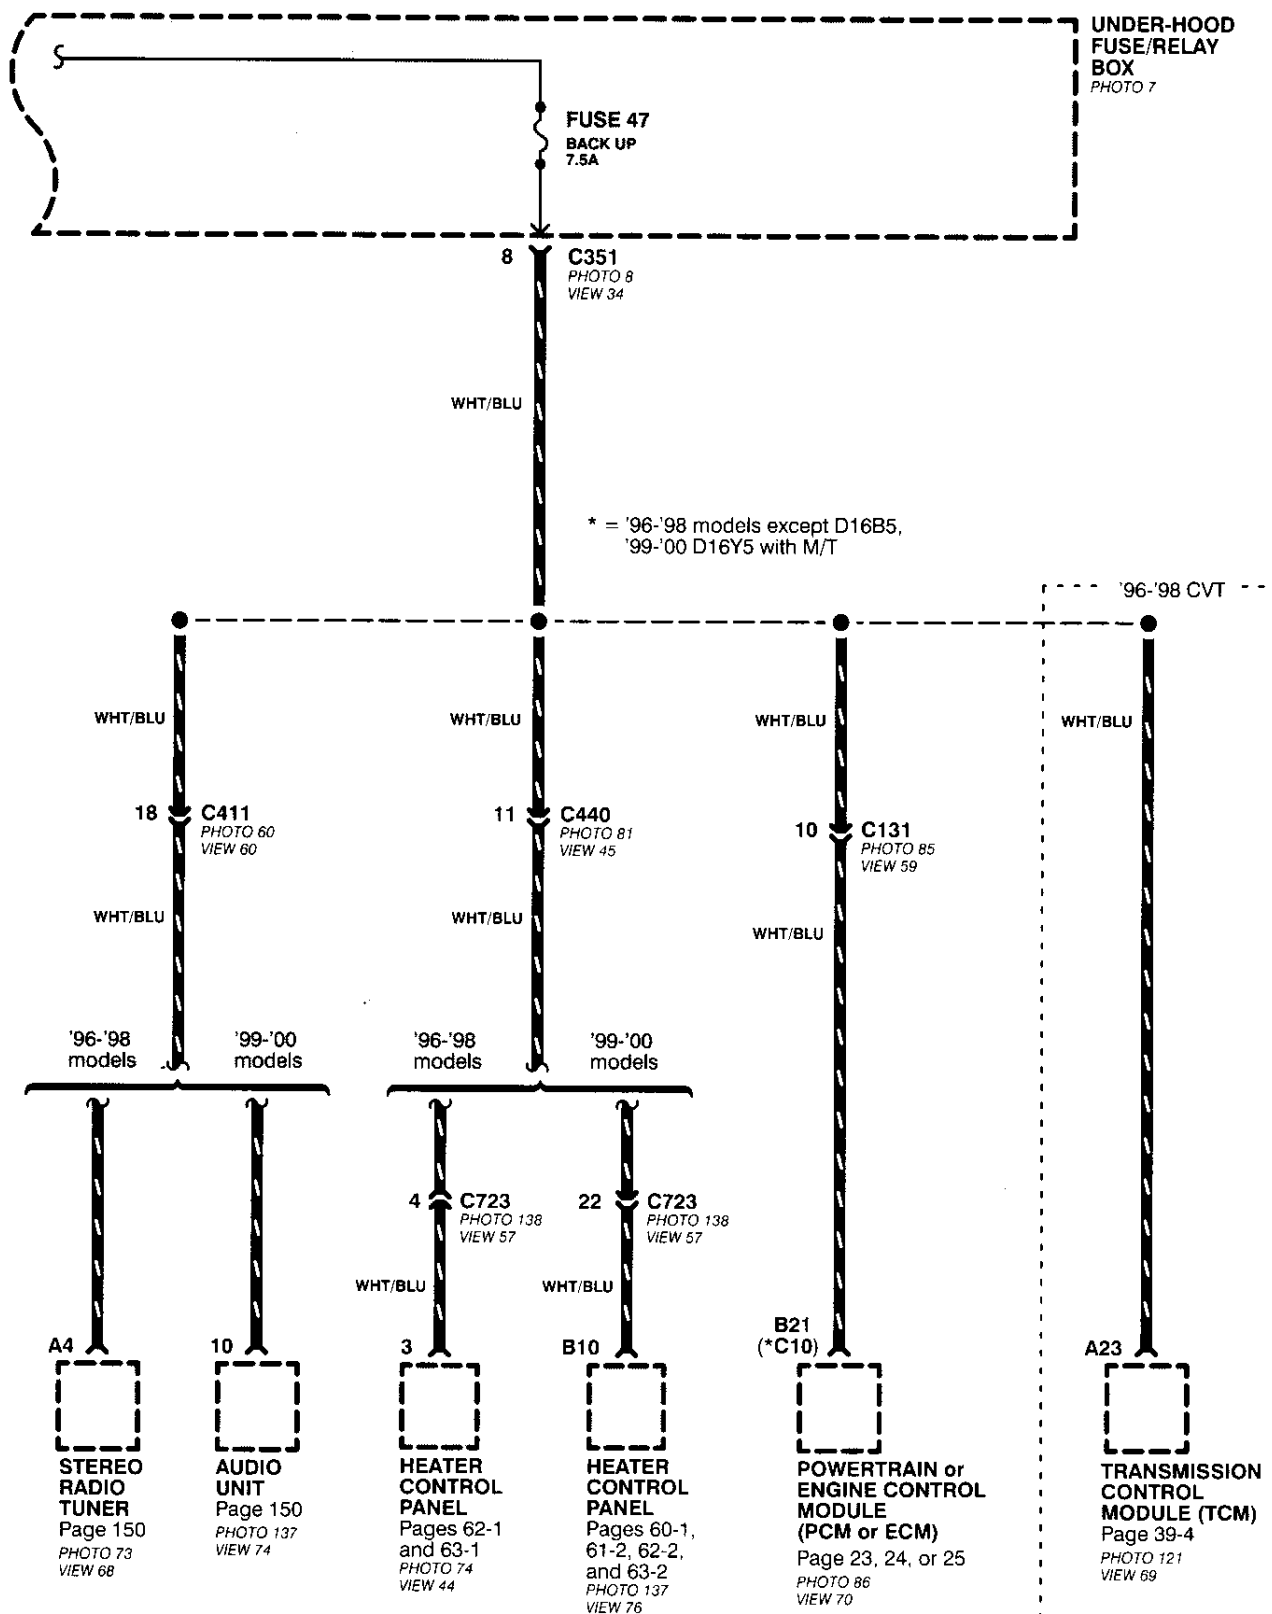 UNDER-HOOD
FUSE/RELAY
BOX
PHOTO 7
FUSE 47
BACK UP
7.5A
8
C351
PHOTO 8
VIEW 34
WHT/BLU
* = '96-'98 models except D16B5,
'99-'00 D16Y5 with M/T
'96-'98 CVT
WHT/BLU
WHT/BLU
WHT/BLU
WHT/BLU
18
C411
PHOTO 60
VIEW 60
11
C440
PHOTO 81
VIEW 45
10
C131
PHOTO 85
VIEW 59
WHT/BLU
WHT/BLU
WHT/BLU
'96-'98
models
'99-'00
models
'96-'98
models
'99-'00
models
4
C723
PHOTO 138
VIEW 57
22
C723
PHOTO 138
VIEW 57
WHT/BLU
WHT/BLU
A4
10
3
B10
B21
(*C10)
A23
STEREO
RADIO
TUNER
Page 150
PHOTO 73
VIEW 68
AUDIO
UNIT
Page 150
PHOTO 137
VIEW 74
HEATER
CONTROL
PANEL
Pages 62-1
and 63-1
PHOTO 74
VIEW 44
HEATER
CONTROL
PANEL
Pages 60-1,
61-2, 62-2,
and 63-2
PHOTO 137
VIEW 76
POWERTRAIN or
ENGINE CONTROL
MODULE
(PCM or ECM)
Page 23, 24, or 25
PHOTO 86
VIEW 70
TRANSMISSION
CONTROL
MODULE (TCM)
Page 39-4
PHOTO 121
VIEW 69